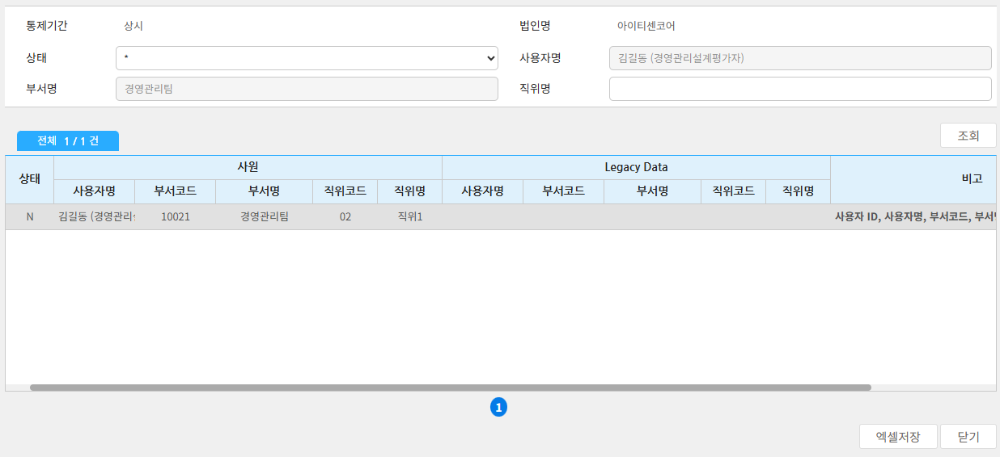 통제기간 상시 법인명 아이티센코어
상태 * 사용자명 김길동 (경영관리설계평가자)
부서명 경영관리팀 직위명
조회
전체 1 / 1 건
상태 사원 Legacy Data 비고
사용자명 부서코드 부서명 직위코드 직위명 사용자명 부서코드 부서명 직위코드 직위명
N 김길동 (경영관리 10021 경영관리팀 02 직위1 사용자 ID, 사용자명, 부서코드, 부서
1
엑셀저장 닫기